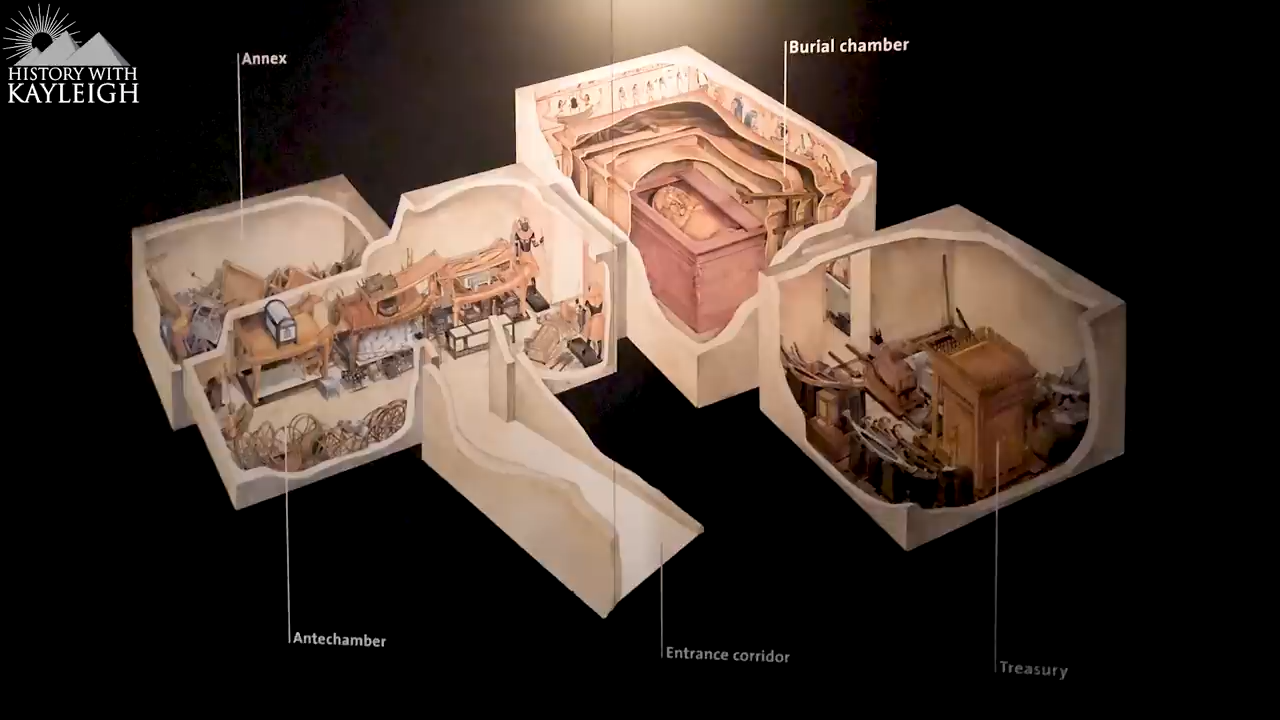 HISTORY WITH
KAYLEIGH
Annex
Burial chamber
Antechamber
Entrance corridor
Treasury